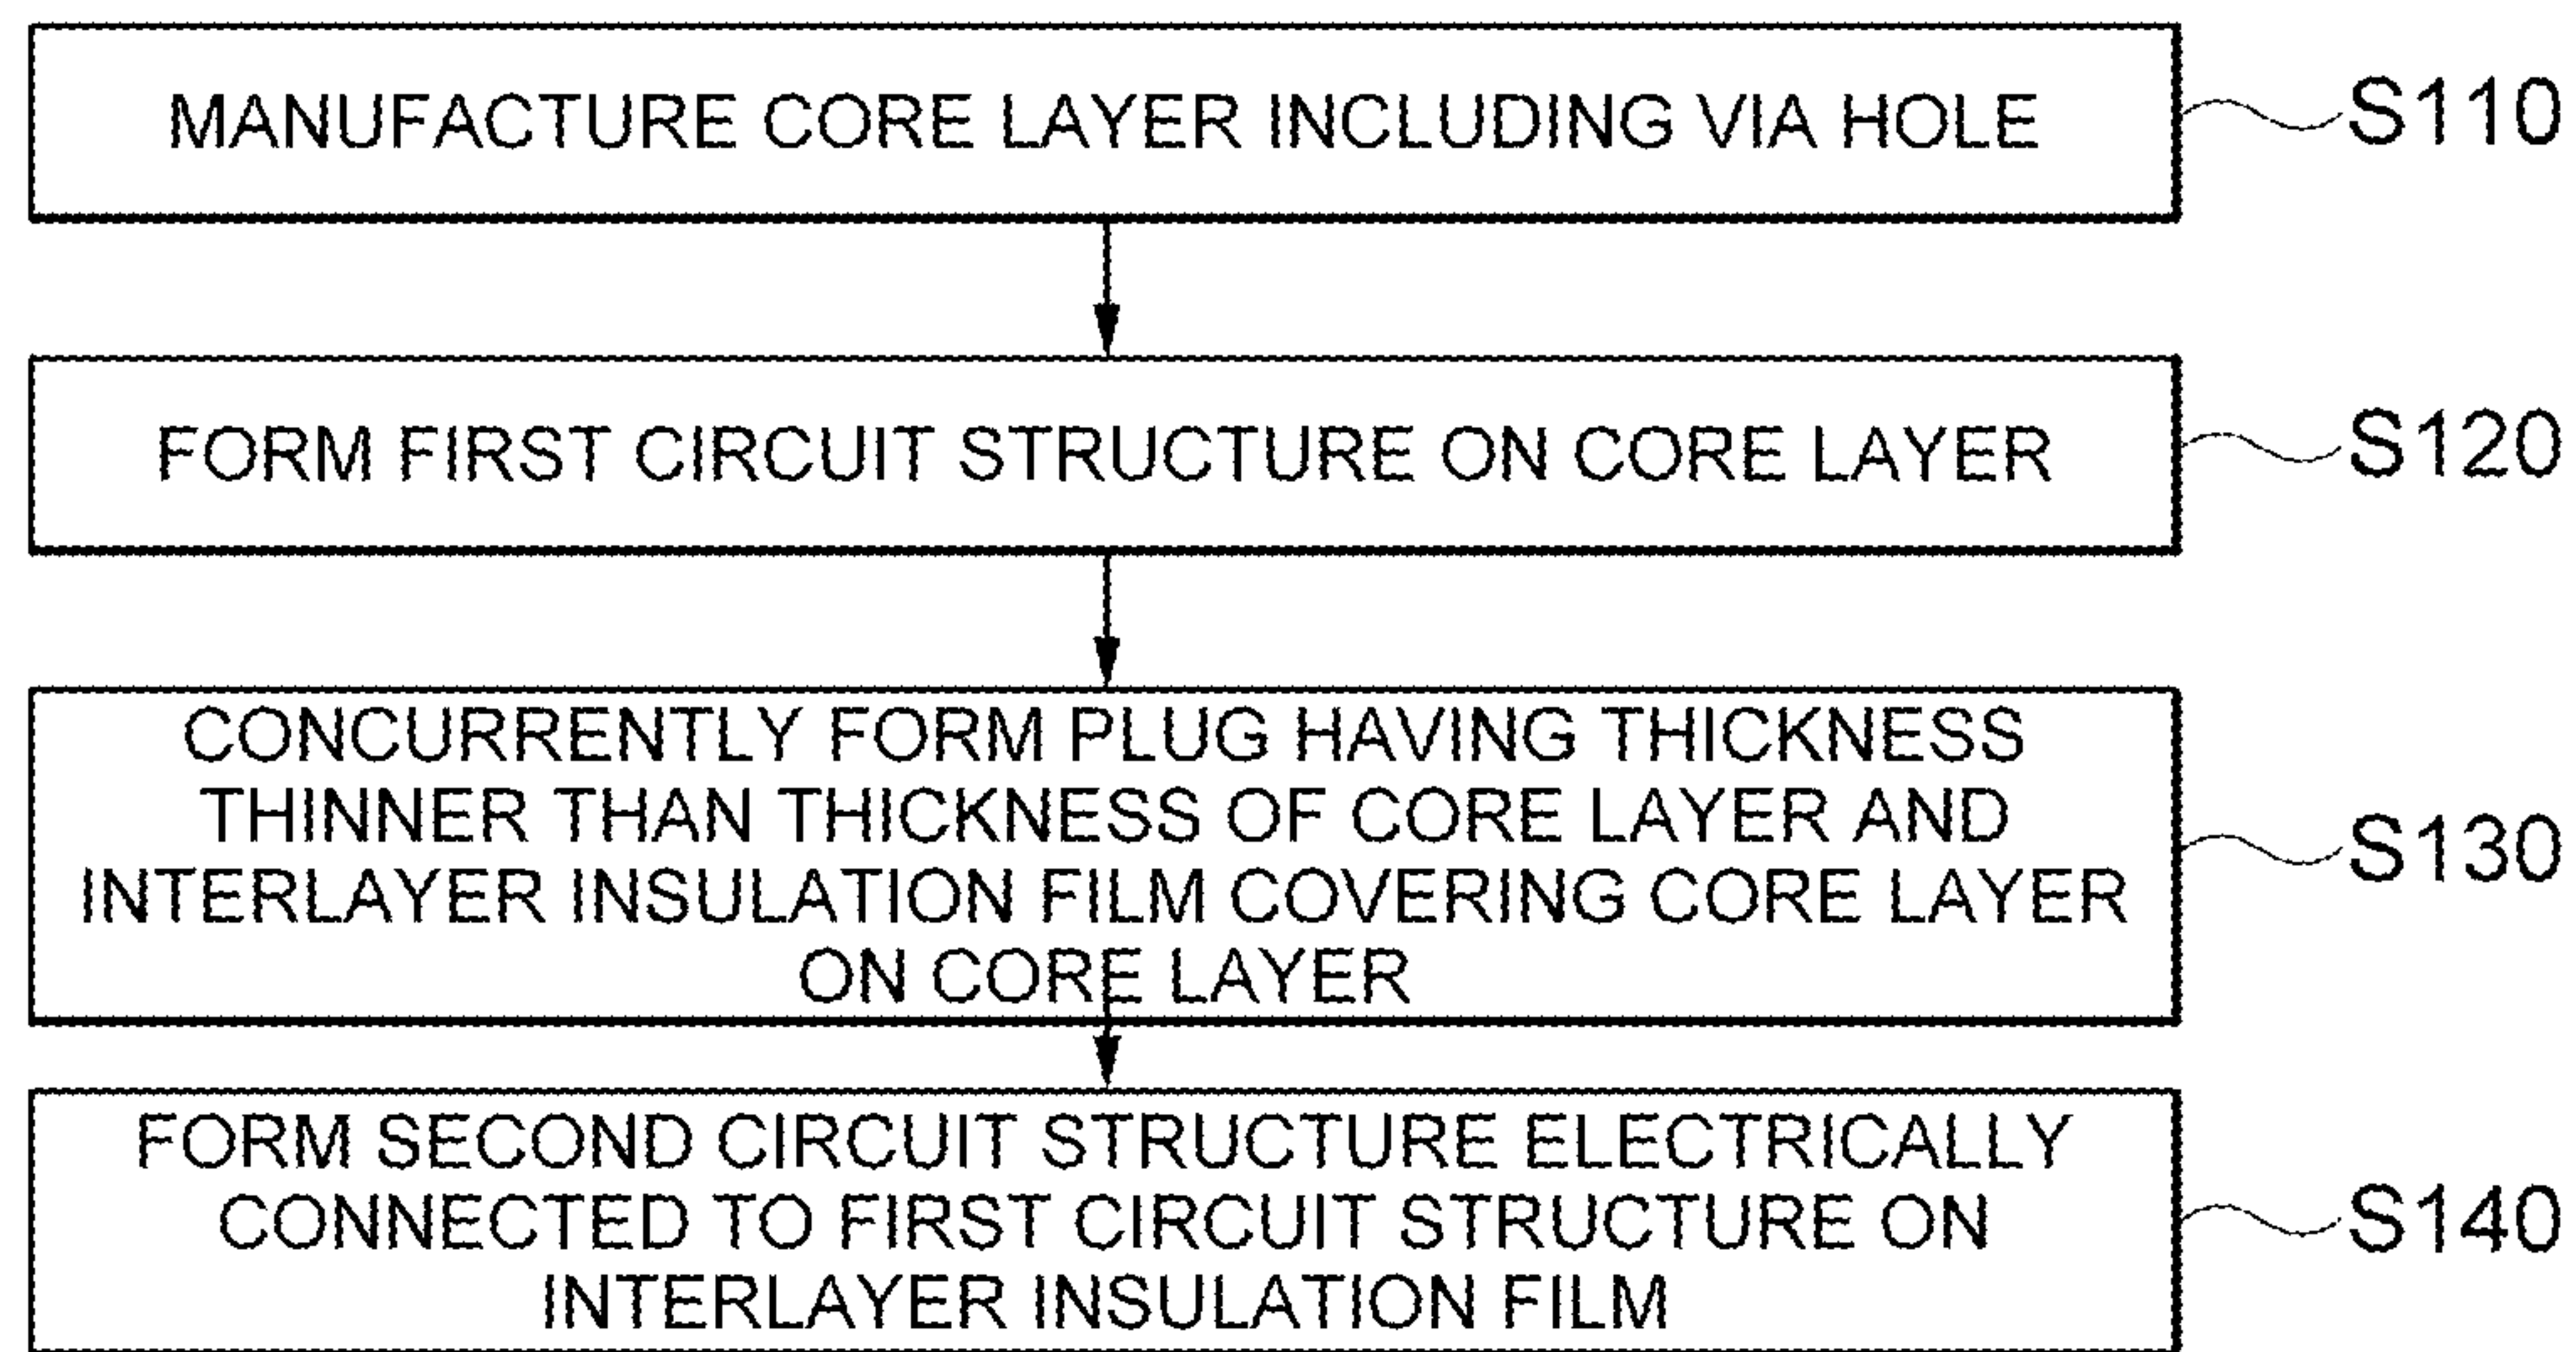 MANUFACTURE CORE LAYER INCLUDING VIA HOLE
S110
FORM FIRST CIRCUIT STRUCTURE ON CORE LAYER
S120
CONCURRENTLY FORM PLUG HAVING THICKNESS
THINNER THAN THICKNESS OF CORE LAYER AND
INTERLAYER INSULATION FILM COVERING CORE LAYER
ON CORE LAYER
S130
FORM SECOND CIRCUIT STRUCTURE ELECTRICALLY
CONNECTED TO FIRST CIRCUIT STRUCTURE ON
INTERLAYER INSULATION FILM
S140